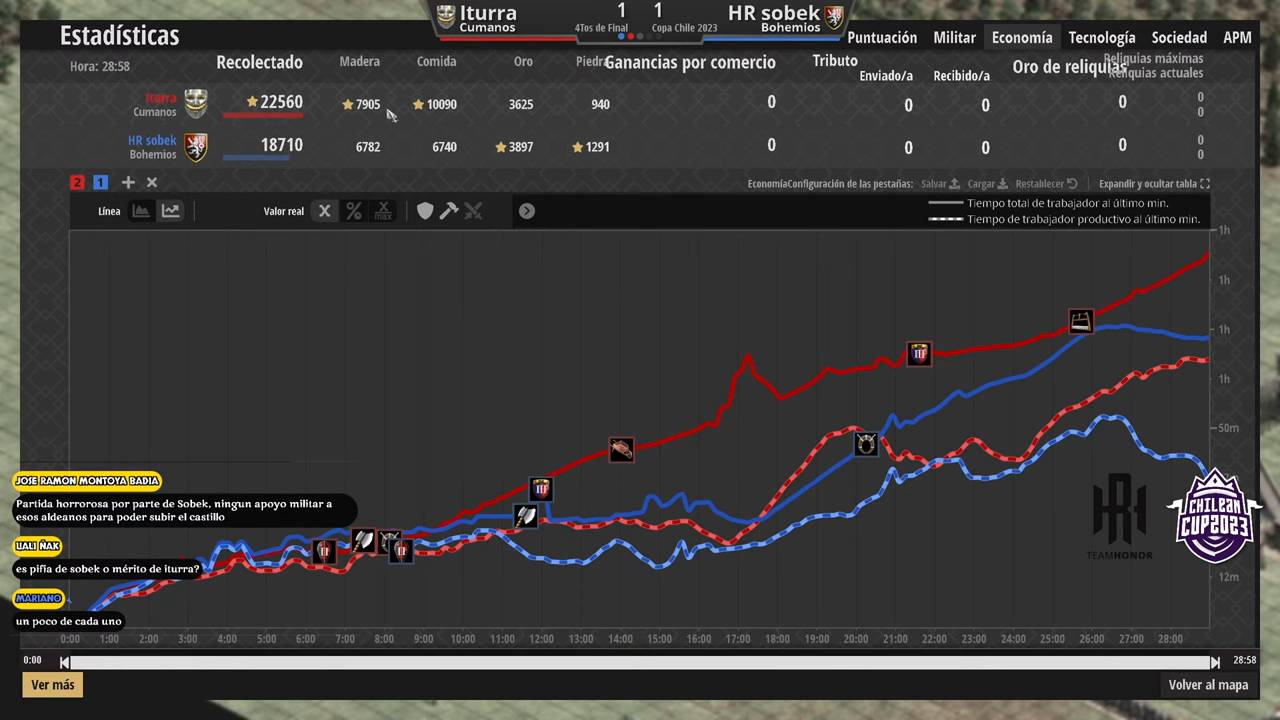 Iturra
Cumanos
1 1
4Tos de Final
Copa Chile 2023
HR sobek
Bohemios
Estadísticas
Puntuación
Militar
Economía
Tecnología
Sociedad
APM
Hora: 28:58
Recolectado
Madera
Comida
Oro
Piedra
Ganancias por comercio
Tributo
Enviado/a
Recibido/a
Oro de reliquias
Reliquias máximas
Reliquias actuales
Iturra
Cumanos
22560
7905
10090
3625
940
0
0
0
0
0
0
HR sobek
Bohemios
18710
6782
6740
3897
1291
0
0
0
0
0
0
2 1
EconomíaConfiguración de las pestañas:
Salvar
Cargar
Restablecer
Expandir y ocultar tabla
Línea
Valor real
X
%
X
max
Tiempo total de trabajador al último min.
Tiempo de trabajador productivo al último min.
1h
1h
1h
1h
50m
12m
JOSE RAMON MONTOYA BADIA
Partida horrorosa por parte de Sobek, ningun apoyo militar a
esos aldeanos para poder subir el castillo
UALI ÑAK
es pifia de sobek o mérito de iturra?
MARIANO
un poco de cada uno
TEAMHONOR
CHILEAN
CUP2023
0:00 1:00 2:00 3:00 4:00 5:00 6:00 7:00 8:00 9:00 10:00 11:00 12:00 13:00 14:00 15:00 16:00 17:00 18:00 19:00 20:00 21:00 22:00 23:00 24:00 25:00 26:00 27:00 28:00
0:00
28:58
Ver más
Volver al mapa